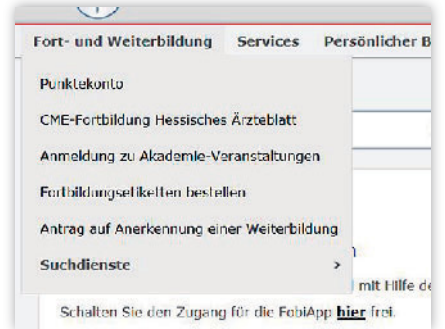 Fort- und Weiterbildung Services Persönlicher B
Punktekonto
CME-Fortbildung Hessisches Ärzteblatt
Anmeldung zu Akademie-Veranstaltungen
Fortbildungsetiketten bestellen
Antrag auf Anerkennung einer Weiterbildung
Suchdienste >
mit Hilfe de
Schalten Sie den Zugang für die FobiApp hier frei.